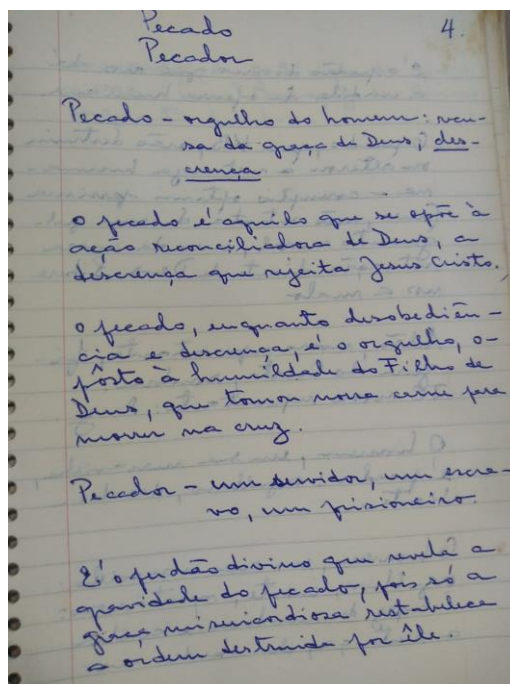 Pecado
Pecador
4.
Pecado - orgulho do homem: recu-
sa da graça de Deus, des-
crença
O pecado é aquilo que se opõe à
ação reconciliadora de Deus, a
descrença que rejeita Jesus Cristo.
O pecado, enquanto desobediên-
cia e descrença, é o orgulho, o-
pôsto à humildade do Filho de
Deus, que tomou nossa carne para
morrer na cruz.
Pecador - um servidor, um escra-
vo, um prisioneiro.
É o perdão divino que revela a
gravidade do pecado, pois só a
graça misericordiosa restabelece
a ordem destruída por êle.